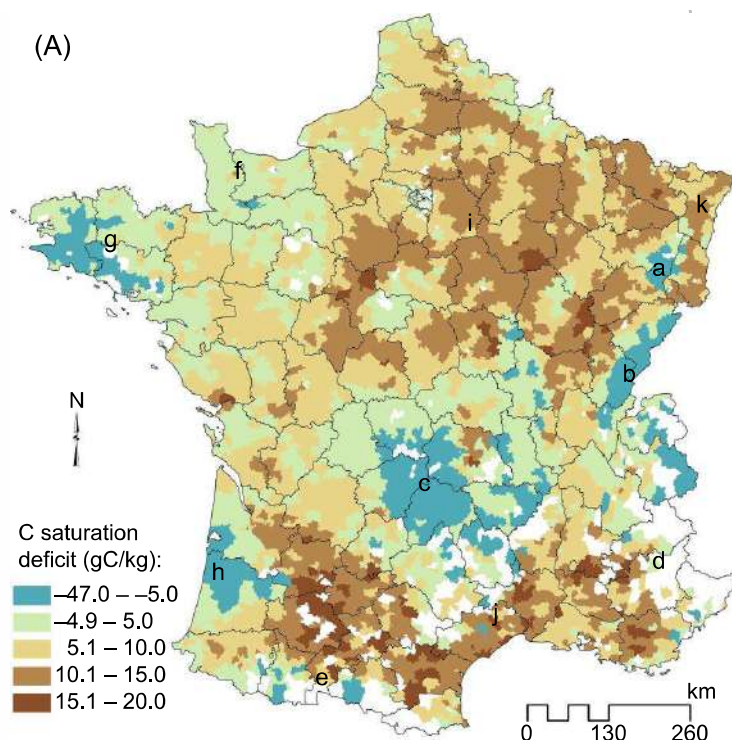 (A)
f
i
k
g
a
b
N
c
C saturation
deficit (gC/kg):
d
h
–47.0 – –5.0
–4.9 – 5.0
5.1 – 10.0
j
10.1 – 15.0
e
15.1 – 20.0
km
0 130 260